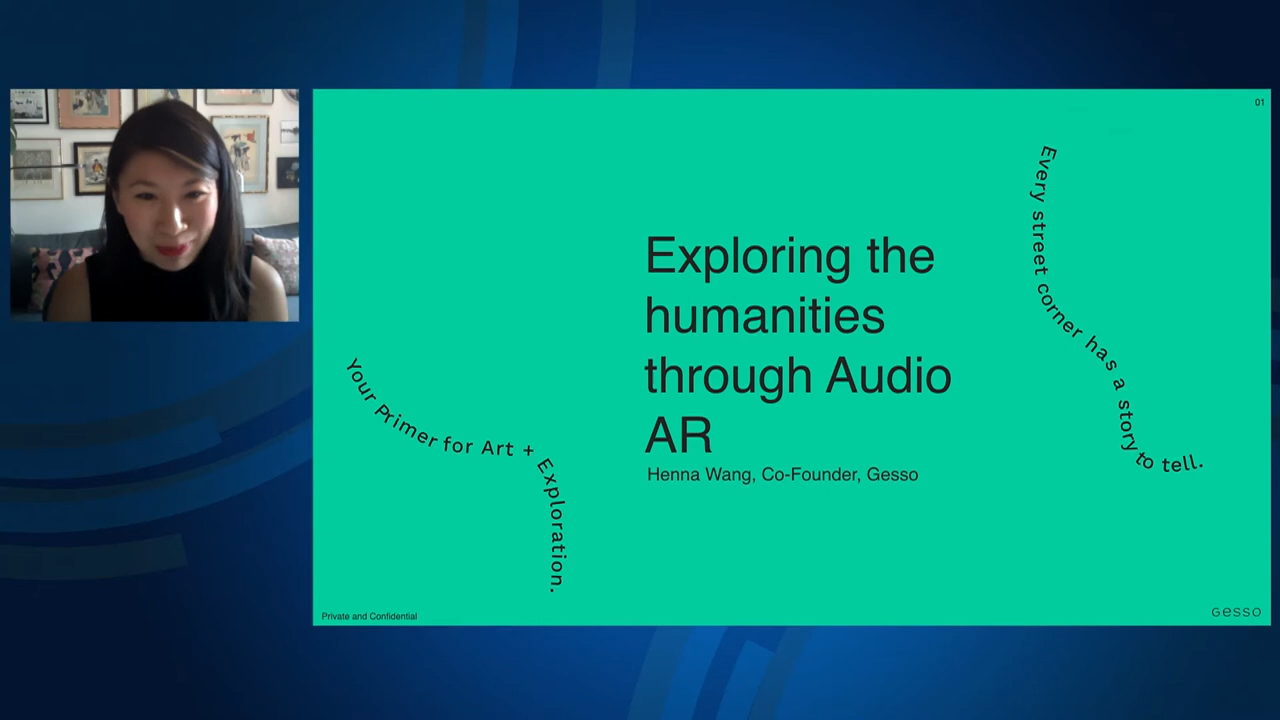 01
Every street corner has a story to tell.
Exploring the
humanities
through Audio
AR
Henna Wang, Co-Founder, Gesso
Your Primer for Art + Exploration.
Private and Confidential
Gesso